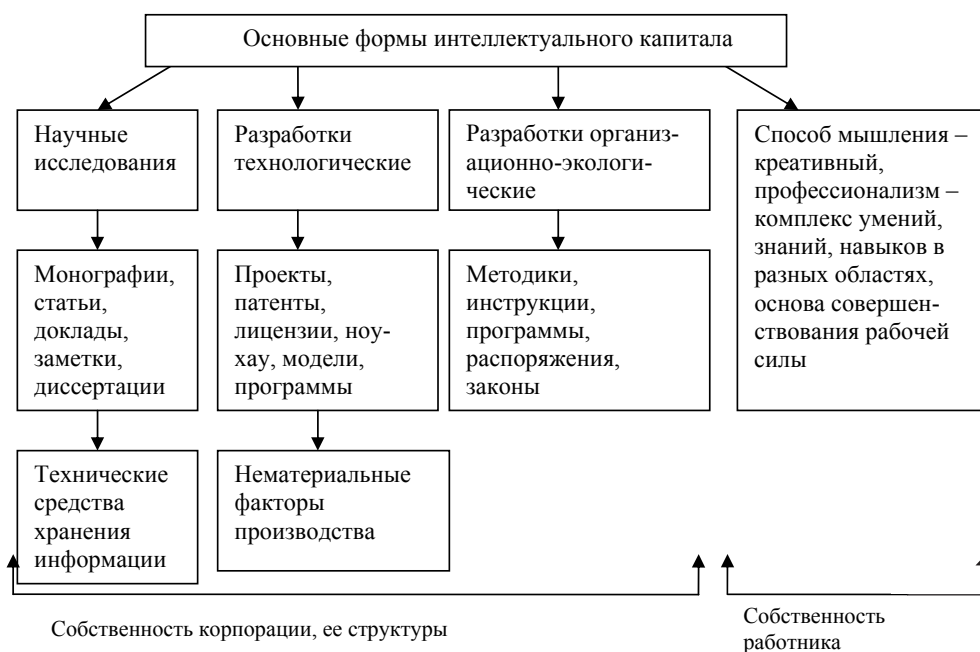 Основные формы интеллектуального капитала
Научные
исследования
Разработки
технологические
Разработки организ-
ационно-экологи-
ческие
Способ мышления –
креативный,
профессионализм –
комплекс умений,
знаний, навыков в
разных областях,
основа совершен-
ствования рабочей
силы
Монографии,
статьи,
доклады,
заметки,
диссертации
Проекты,
патенты,
лицензии, ноу-
хау, модели,
программы
Методики,
инструкции,
программы,
распоряжения,
законы
Технические
средства
хранения
информации
Нематериальные
факторы
производства
Собственность корпорации, ее структуры
Собственность
работника